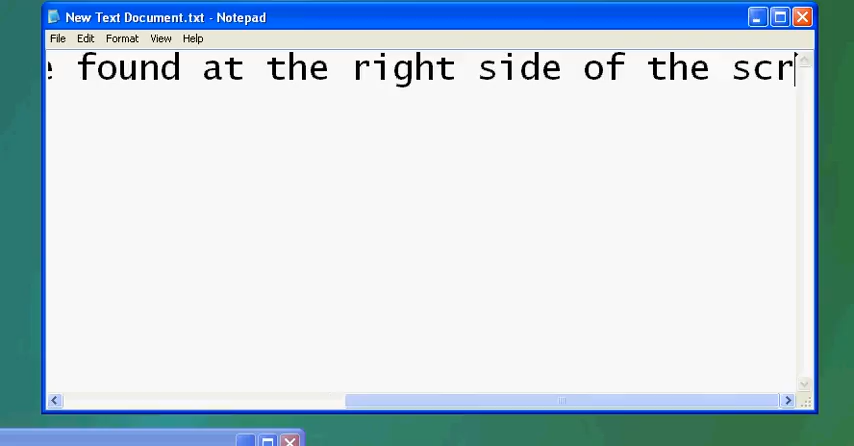 New Text Document.txt - Notepad
File Edit Format View Help
e found at the right side of the scr